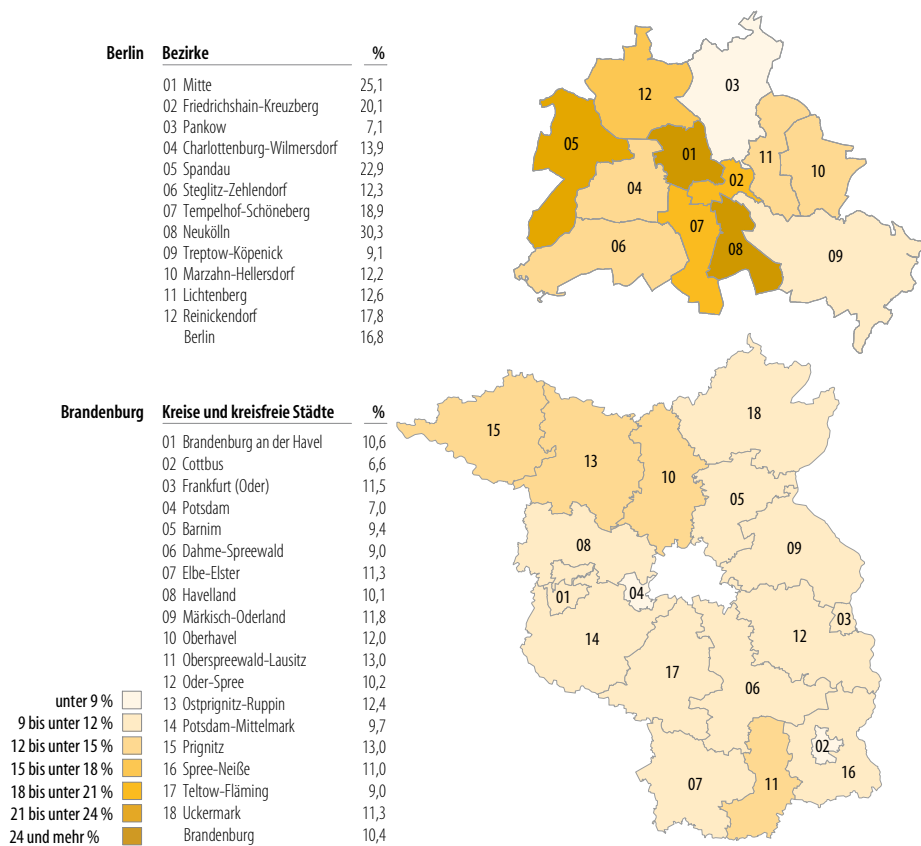 Berlin Bezirke %
01 Mitte 25,1
02 Friedrichshain-Kreuzberg 20,1
03 Pankow 7,1
04 Charlottenburg-Wilmersdorf 13,9
05 Spandau 22,9
06 Steglitz-Zehlendorf 12,3
07 Tempelhof-Schöneberg 18,9
08 Neukölln 30,3
09 Treptow-Köpenick 9,1
10 Marzahn-Hellersdorf 12,2
11 Lichtenberg 12,6
12 Reinickendorf 17,8
Berlin 16,8
03
12
05
01
11
10
02
04
07
06
08
09
Brandenburg Kreise und kreisfreie Städte %
01 Brandenburg an der Havel 10,6
02 Cottbus 6,6
03 Frankfurt (Oder) 11,5
04 Potsdam 7,0
05 Barnim 9,4
06 Dahme-Spreewald 9,0
07 Elbe-Elster 11,3
08 Havelland 10,1
09 Märkisch-Oderland 11,8
10 Oberhavel 12,0
11 Oberspreewald-Lausitz 13,0
12 Oder-Spree 10,2
13 Ostprignitz-Ruppin 12,4
14 Potsdam-Mittelmark 9,7
15 Prignitz 13,0
16 Spree-Neiße 11,0
17 Teltow-Fläming 9,0
18 Uckermark 11,3
Brandenburg 10,4
unter 9 %
9 bis unter 12 %
12 bis unter 15 %
15 bis unter 18 %
18 bis unter 21 %
21 bis unter 24 %
24 und mehr %
18
15
13
10
05
08
09
01
04
03
14
12
17
06
02
16
07
11